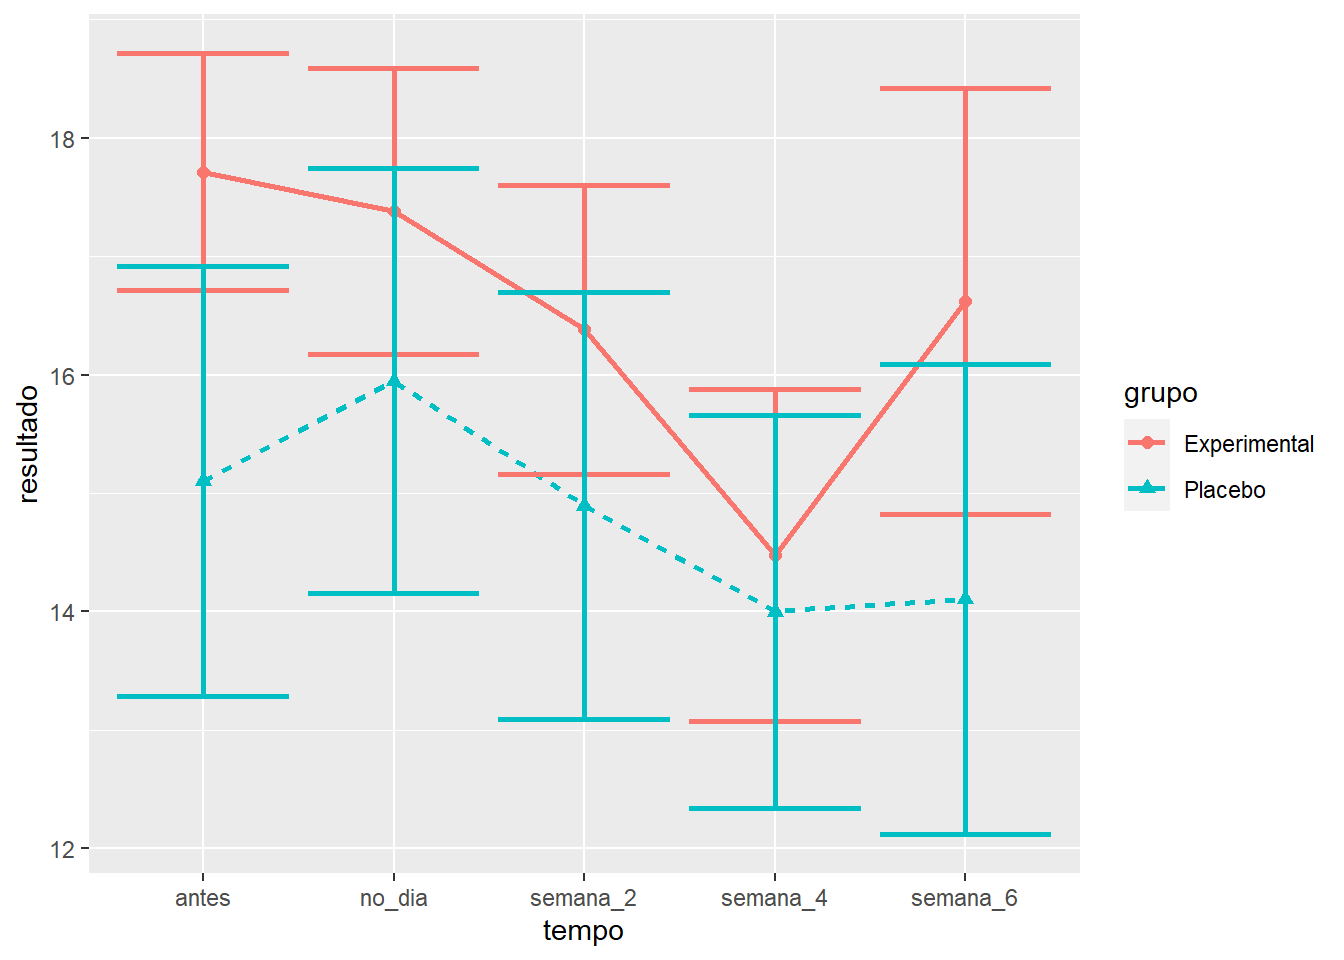 resultado
18
16
14
12
antes no_dia semana_2 semana_4 semana_6
tempo
grupo
Experimental
Placebo